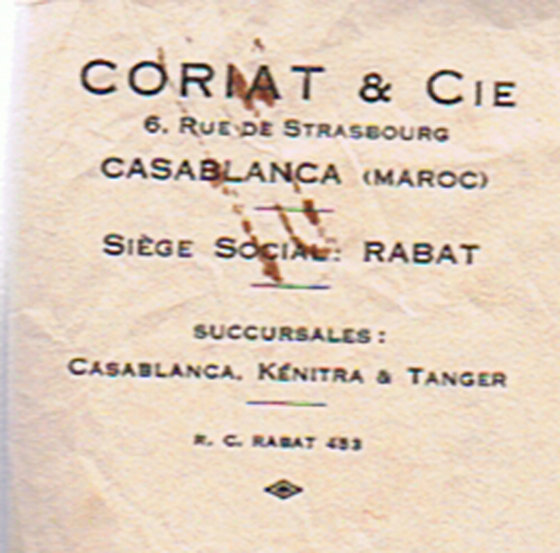 CORIAT & CIE
6, RUE DE STRASBOURG
CASABLANCA (MAROC)
SIÈGE SOCIAL: RABAT
SUCCURSALES:
CASABLANCA, KÉNITRA & TANGER
R. C. RABAT 453